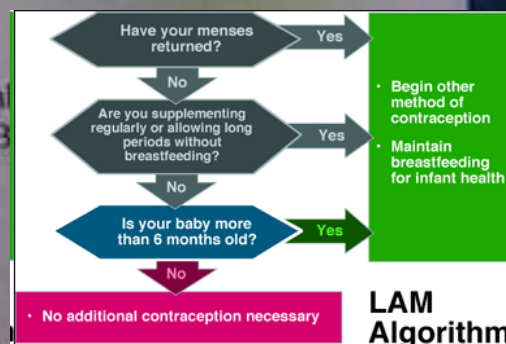 Have your menses
returned?
Yes
No
Are you supplementing
regularly or allowing long
periods without
breastfeeding?
Yes
No
Is your baby more
than 6 months old?
Yes
No
• No additional contraception necessary
• Begin other
method of
contraception
• Maintain
breastfeeding
for infant health
LAM
Algorithm